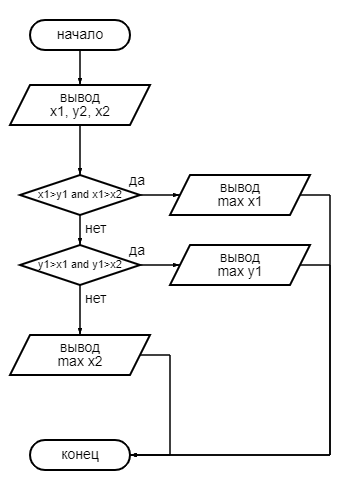 начало
вывод
x1, y2, x2
да
x1>y1 and x1>x2
вывод
max x1
нет
да
y1>x1 and y1>x2
вывод
max y1
нет
вывод
max x2
конец